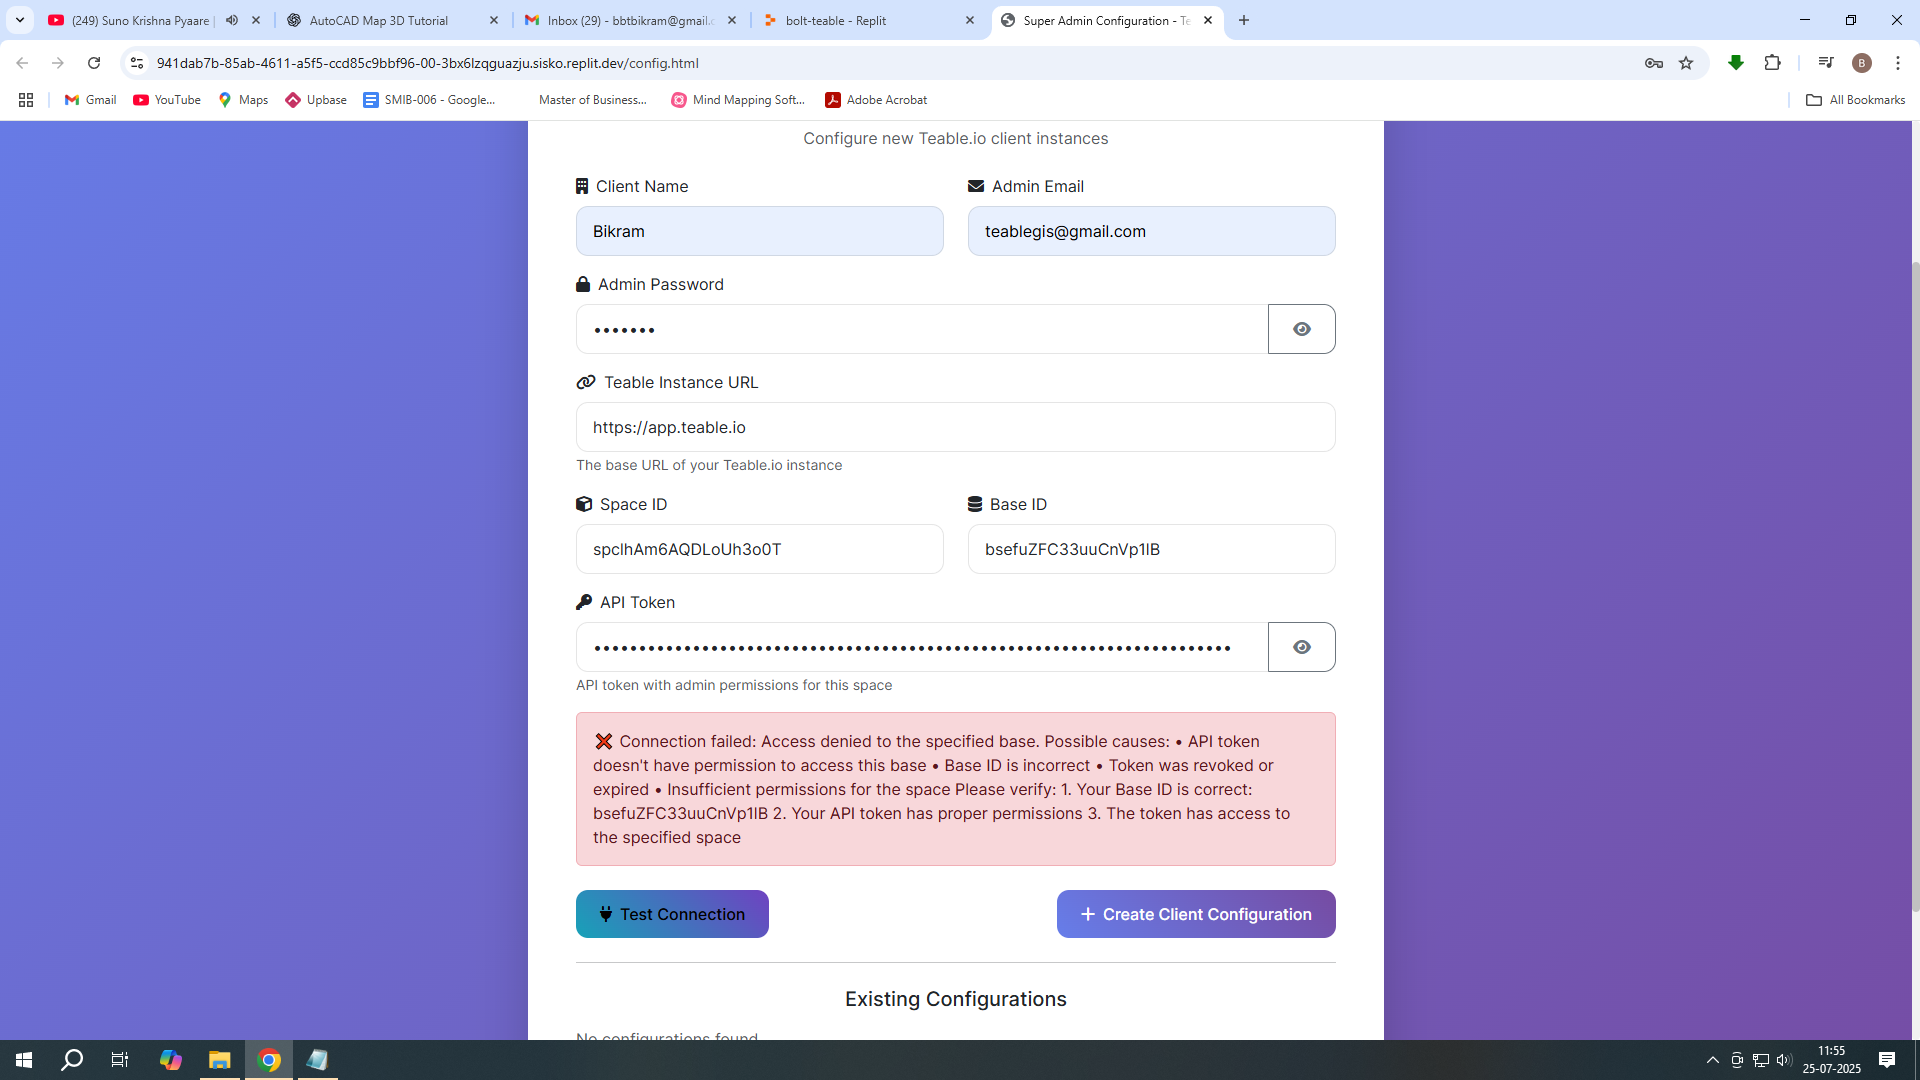 (249) Suno Krishna Pyaare |
AutoCAD Map 3D Tutorial
Inbox (29) - bbtbikram@gmail.c
bolt-teable - Replit
Super Admin Configuration - Te
941dab7b-85ab-4611-a5f5-ccd85c9bbf96-00-3bx6lzqguazju.sisko.replit.dev/config.html
B
Gmail
YouTube
Maps
Upbase
SMIB-006 - Google...
Master of Business...
Mind Mapping Soft...
Adobe Acrobat
All Bookmarks
Configure new Teable.io client instances
Client Name
Admin Email
Bikram
teablegis@gmail.com
Admin Password
•••••••
Teable Instance URL
https://app.teable.io
The base URL of your Teable.io instance
Space ID
Base ID
spclhAm6AQDLoUh3o0T
bsefuZFC33uuCnVp1lB
API Token
API token with admin permissions for this space
❌ Connection failed: Access denied to the specified base. Possible causes: • API token
doesn't have permission to access this base • Base ID is incorrect • Token was revoked or
expired • Insufficient permissions for the space Please verify: 1. Your Base ID is correct:
bsefuZFC33uuCnVp1lB 2. Your API token has proper permissions 3. The token has access to
the specified space
Test Connection
Create Client Configuration
Existing Configurations
No configurations found
11:55
25-07-2025